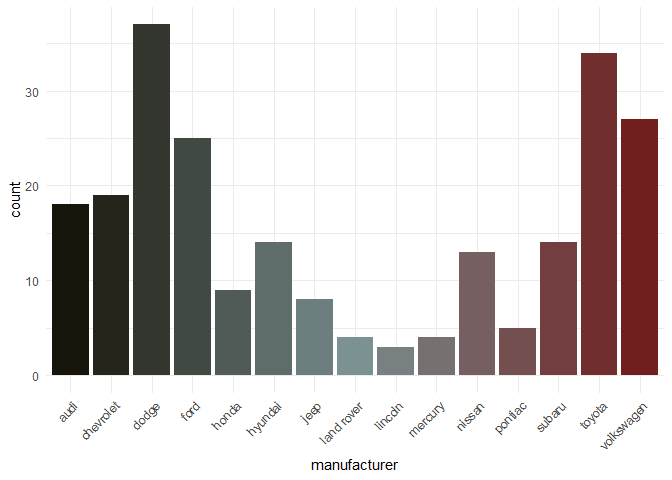 30
20
10
0
count
audi
chevrolet
dodge
ford
honda
hyundai
jeep
land rover
lincoln
mercury
nissan
pontiac
subaru
toyota
volkswagen
manufacturer